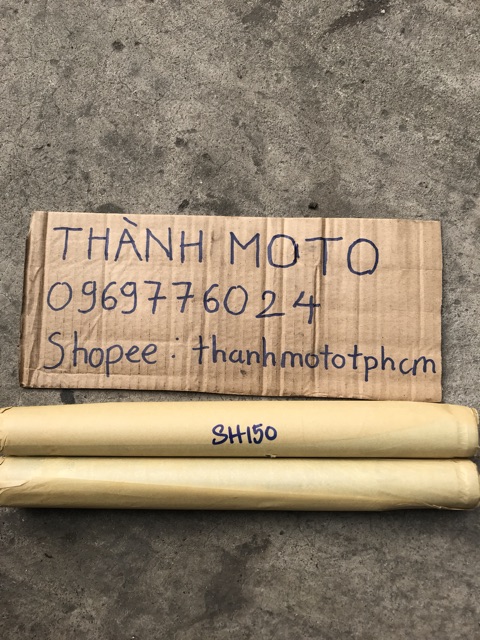 THÀNH MOTO
0969776024
Shopee : thanhmototphcm
SH150